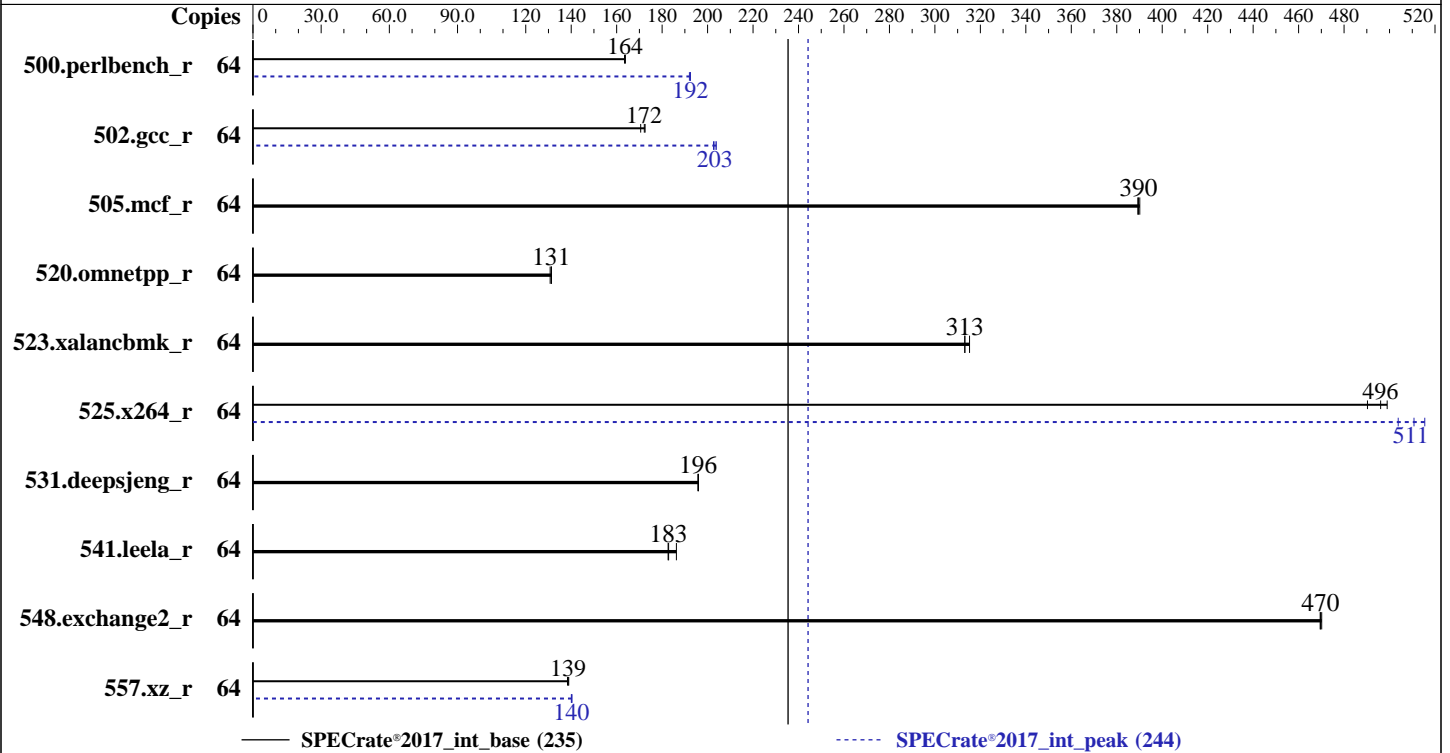 Copies 0 30.0 60.0 90.0 120 140 160 180 200 220 240 260 280 300 320 340 360 380 400 420 440 460 480 520
500.perlbench_r 64 164
192
502.gcc_r 64 172
203
505.mcf_r 64 390
520.omnetpp_r 64 131
523.xalancbmk_r 64 313
525.x264_r 64 496
511
531.deepsjeng_r 64 196
541.leela_r 64 183
548.exchange2_r 64 470
557.xz_r 64 139
140
SPECrate®2017_int_base (235) SPECrate®2017_int_peak (244)